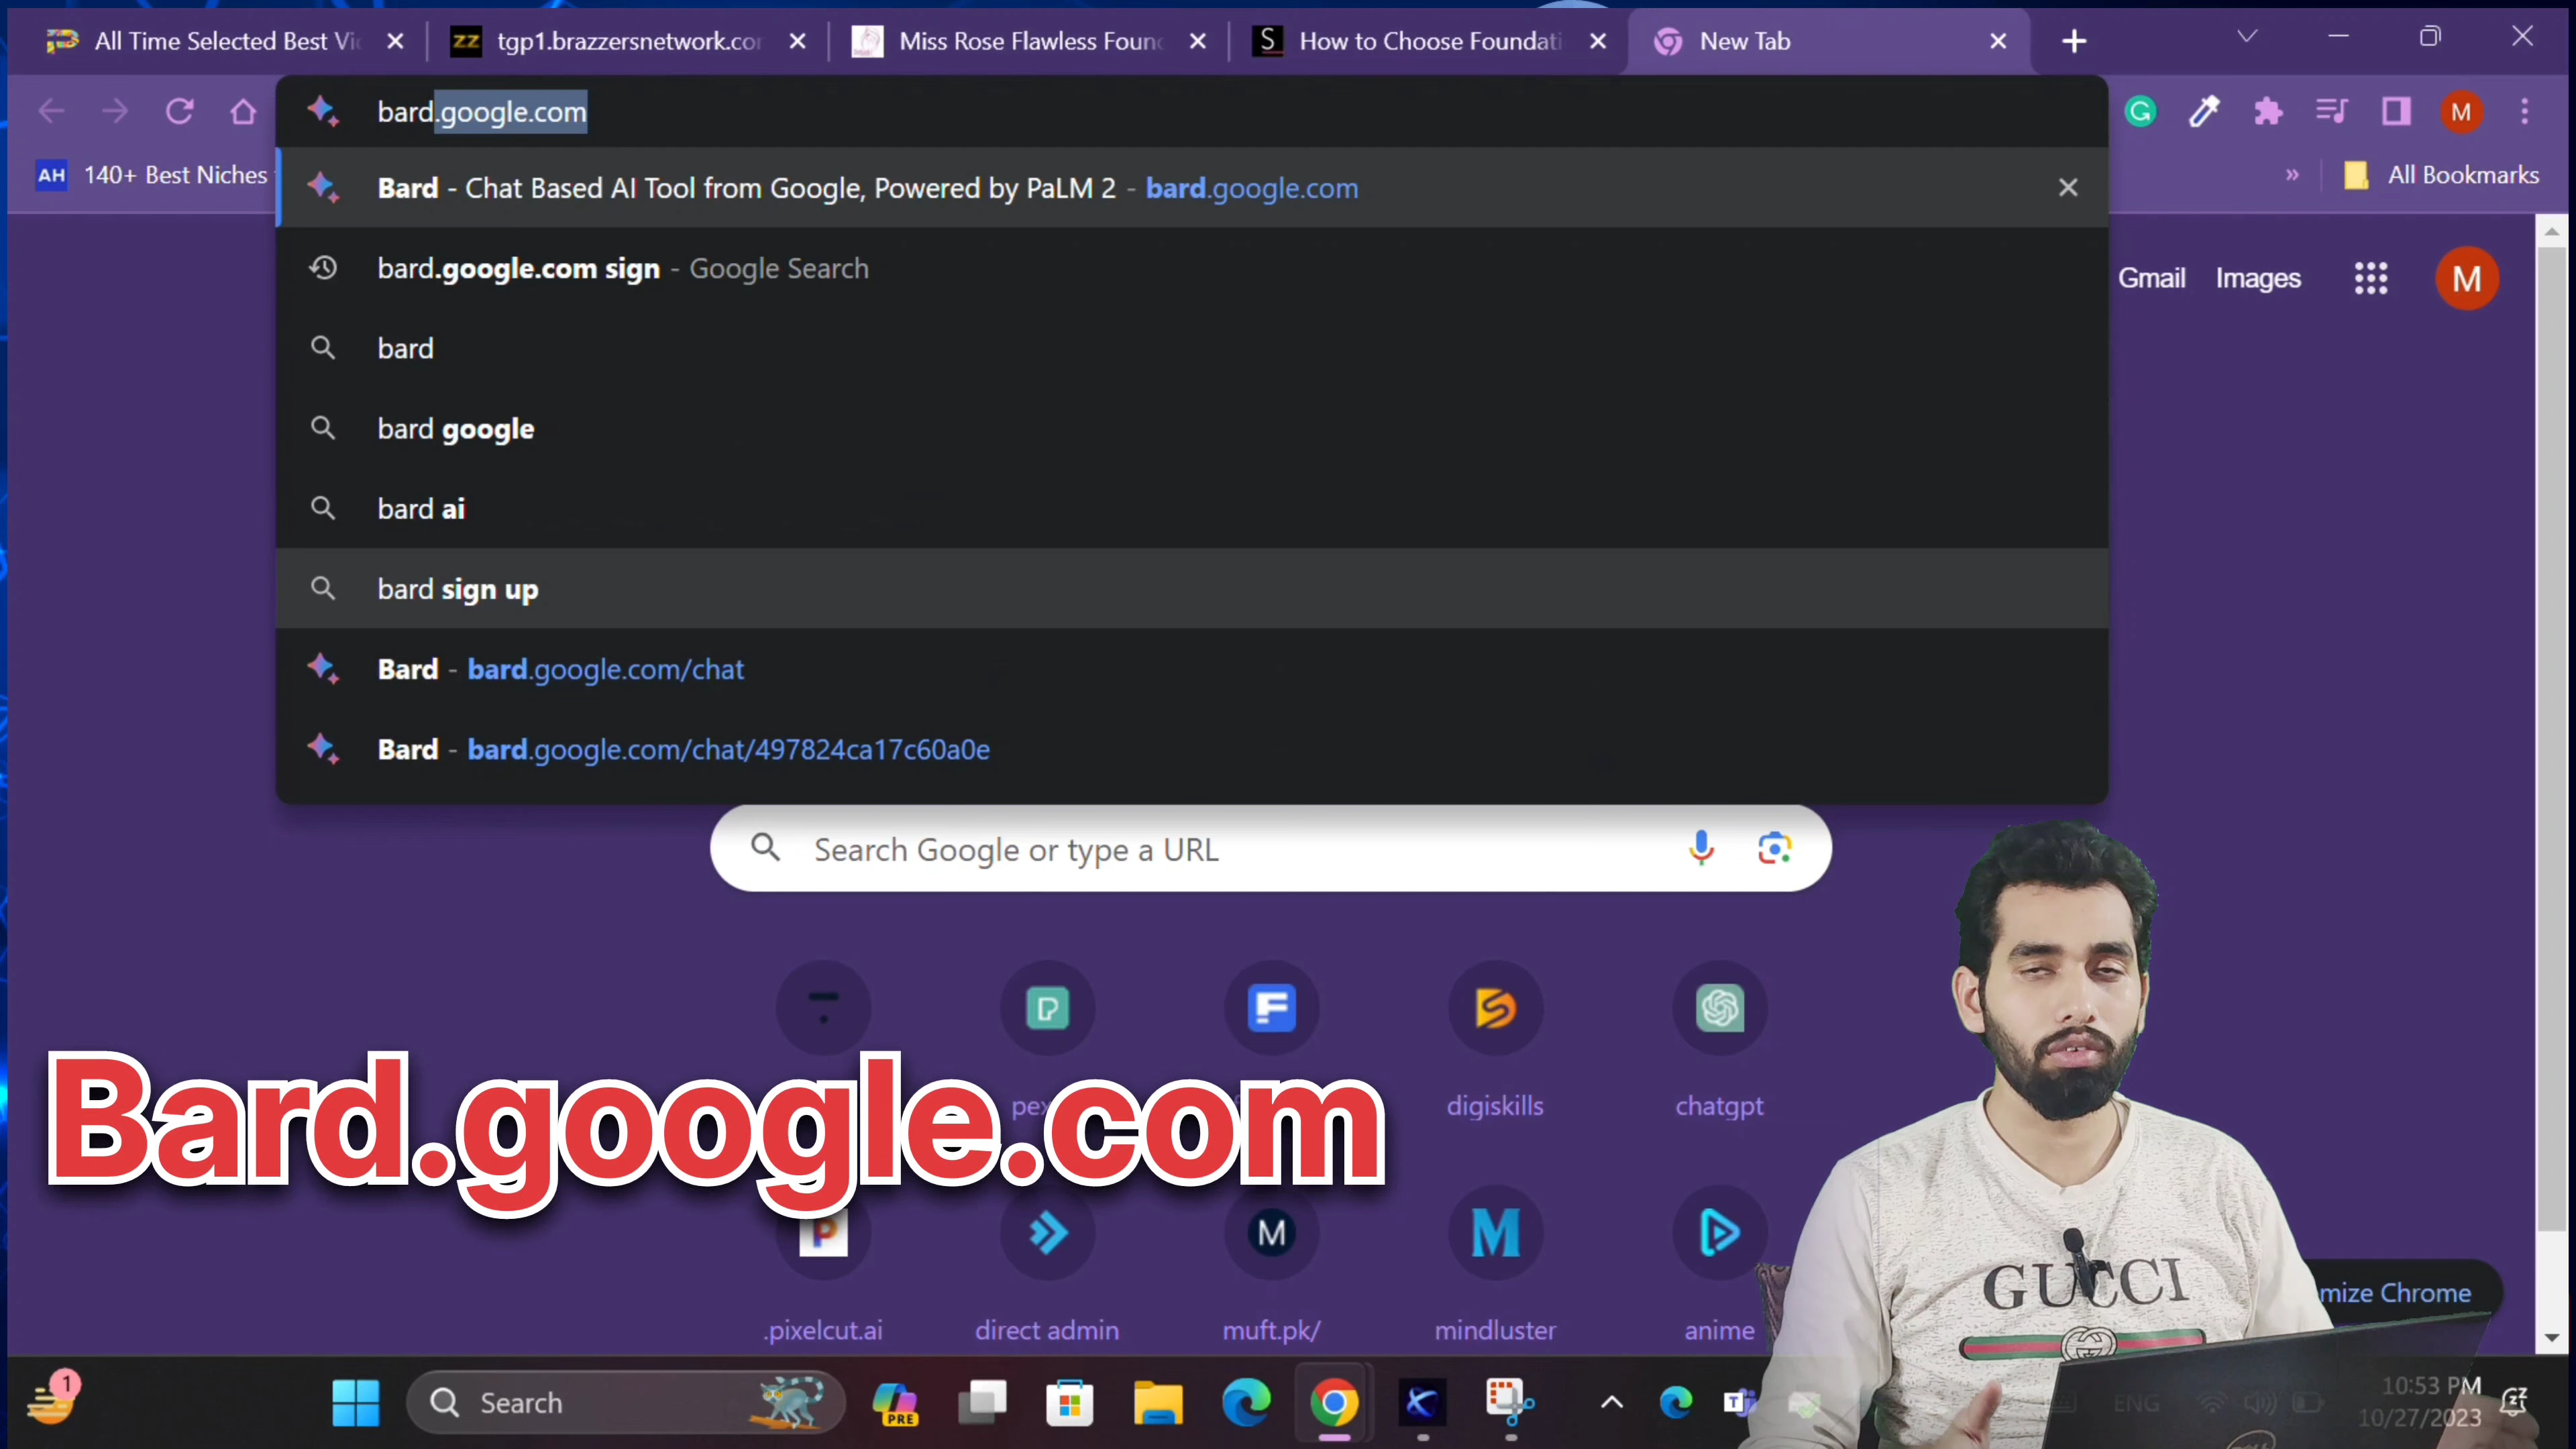 All Time Selected Best Vi
tgp1.brazzersnetwork.cor
Miss Rose Flawless Foun
How to Choose Foundati
New Tab
bard.google.com
M
AH
140+ Best Niches
All Bookmarks
Bard - Chat Based AI Tool from Google, Powered by PaLM 2 - bard.google.com
bard.google.com sign - Google Search
Gmail
Images
M
bard
bard google
bard ai
bard sign up
Bard - bard.google.com/chat
Bard - bard.google.com/chat/497824ca17c60a0e
Search Google or type a URL
digiskills
chatgpt
Bard.google.com
.pixelcut.ai
direct admin
muft.pk/
mindluster
anime
GUCCI
mize Chrome
1
Search
PRE
ENG
10:53 PM
10/27/2023